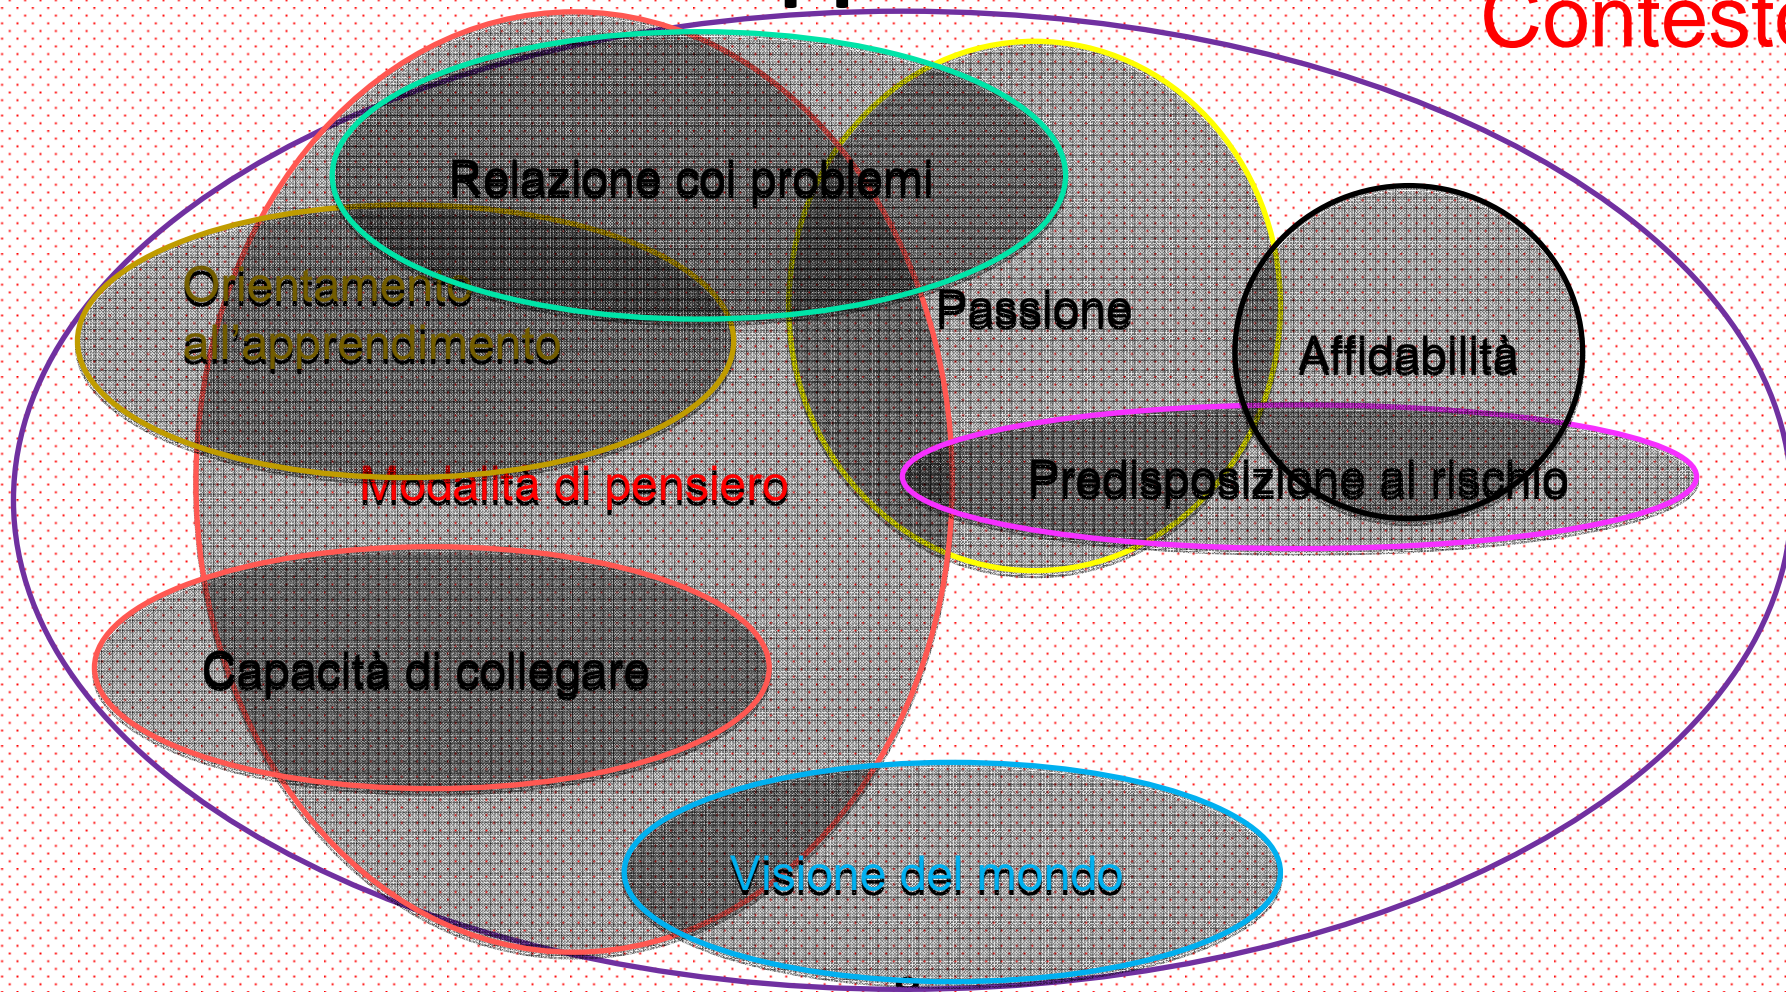 Contesto
Relazione coi problemi
Orientamento
all'apprendimento
Passione
Affidabilità
Modalità di pensiero
Predisposizione al rischio
Capacità di collegare
Visione del mondo